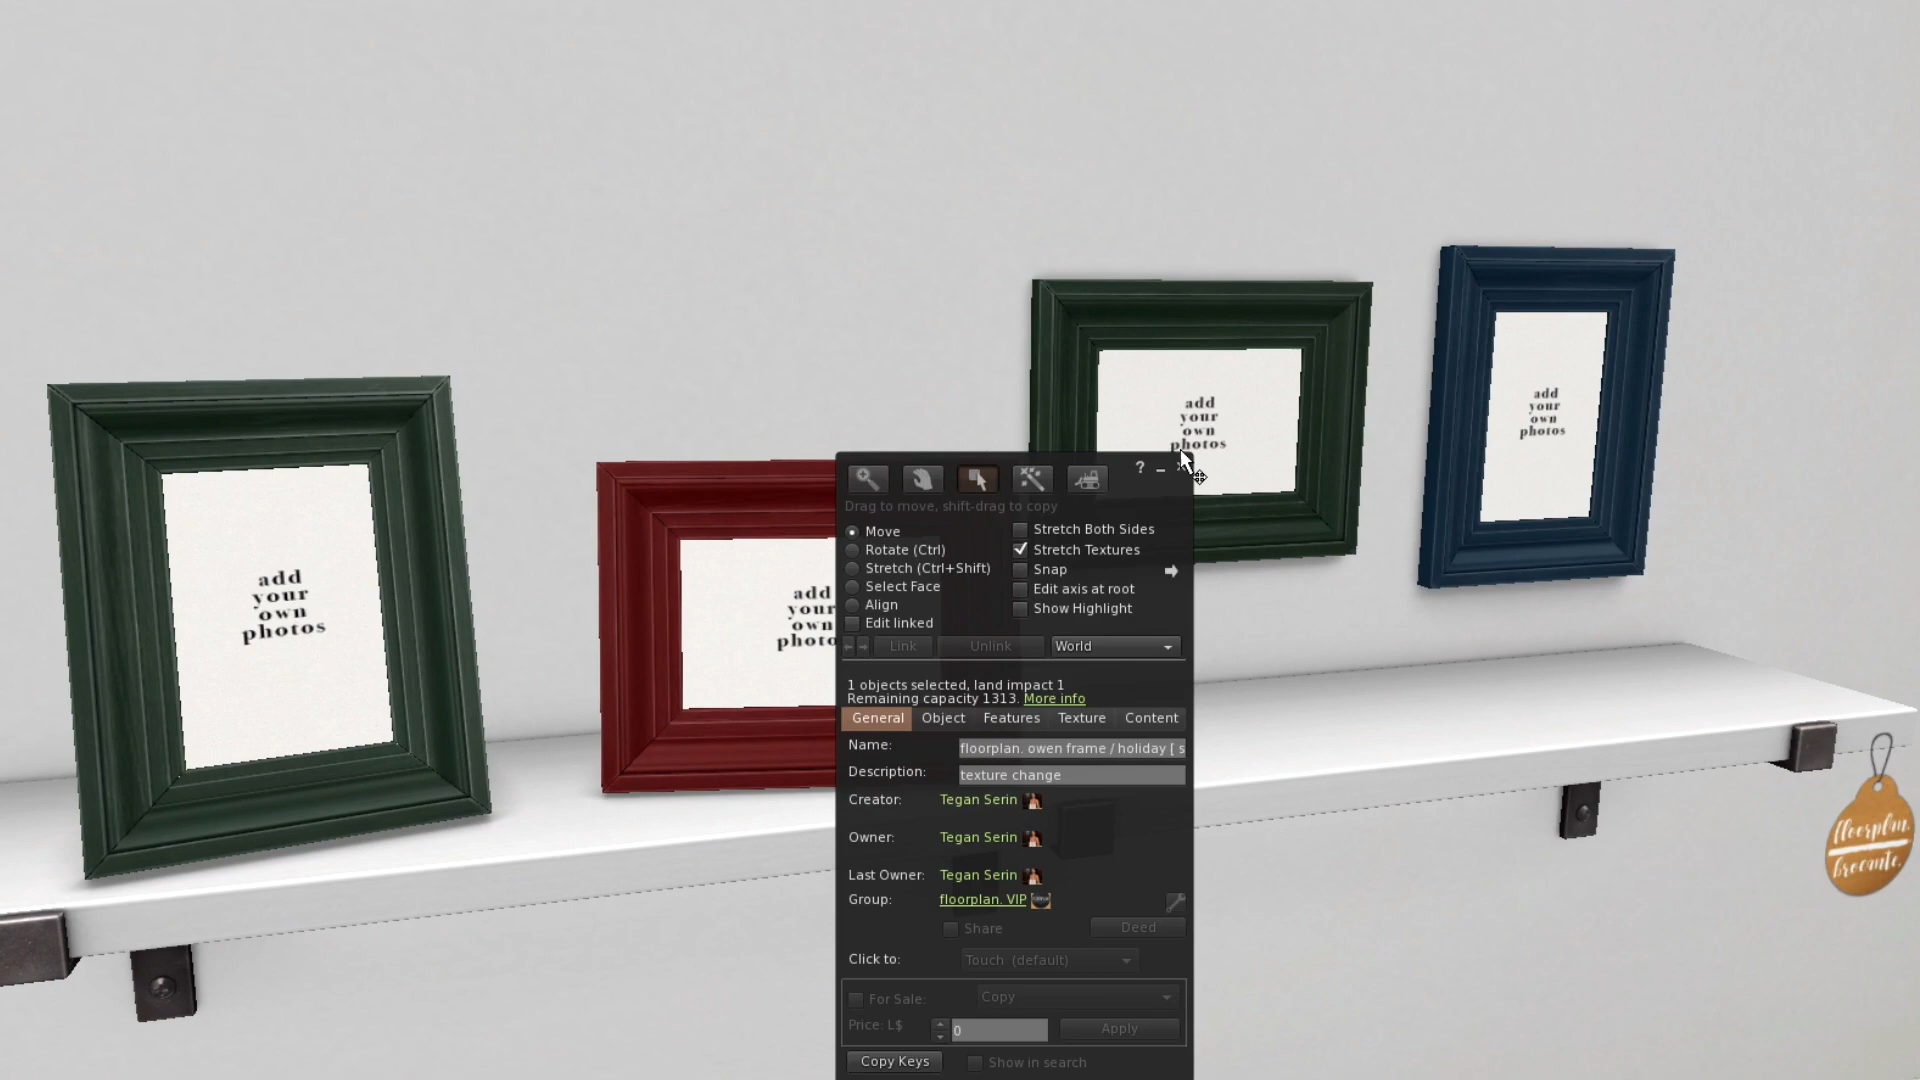 add
your
own
photos
add
your
own
photo
add
your
own
photos
add
your
own
photos
?
Drag to move, shift-drag to copy
Move
Rotate (Ctrl)
Stretch (Ctrl+Shift)
Select Face
Align
Edit linked
Stretch Both Sides
Stretch Textures
Snap
Edit axis at root
Show Highlight
Link
Unlink
World
1 objects selected, land impact 1
Remaining capacity 1313. More info
General Object Features Texture Content
Name: floorplan. owen frame / holiday [ s
Description: texture change
Creator: Tegan Serin
Owner: Tegan Serin
Last Owner: Tegan Serin
Group: floorplan. VIP
Share Deed
Click to: Touch (default)
For Sale: Copy
Price: L$ 0 Apply
Copy Keys Show in search
floorplan.